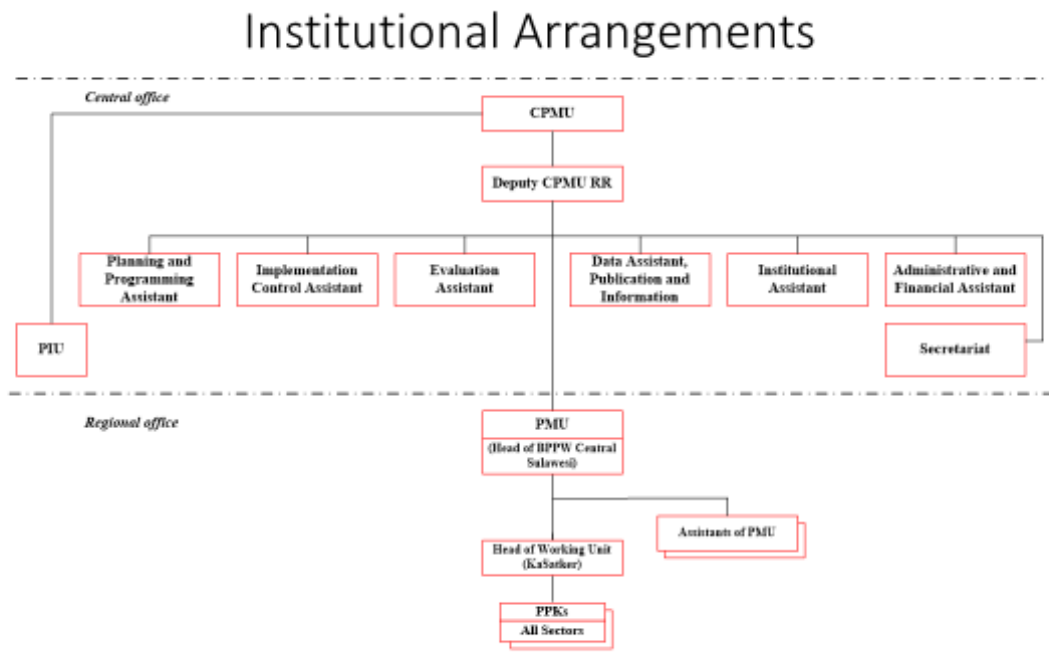 Institutional Arrangements
Central office
CPMU
Deputy CPMU RR
Planning and
Programming
Assistant
Implementation
Control Assistant
Evaluation
Assistant
Data Assistant,
Publication and
Information
Institutional
Assistant
Administrative and
Financial Assistant
PIU
Secretariat
Regional office
PMU
(Head of BPPW Central
Sulawesi)
Assistants of PMU
Head of Working Unit
(KaSatker)
PPKs
All Sectors